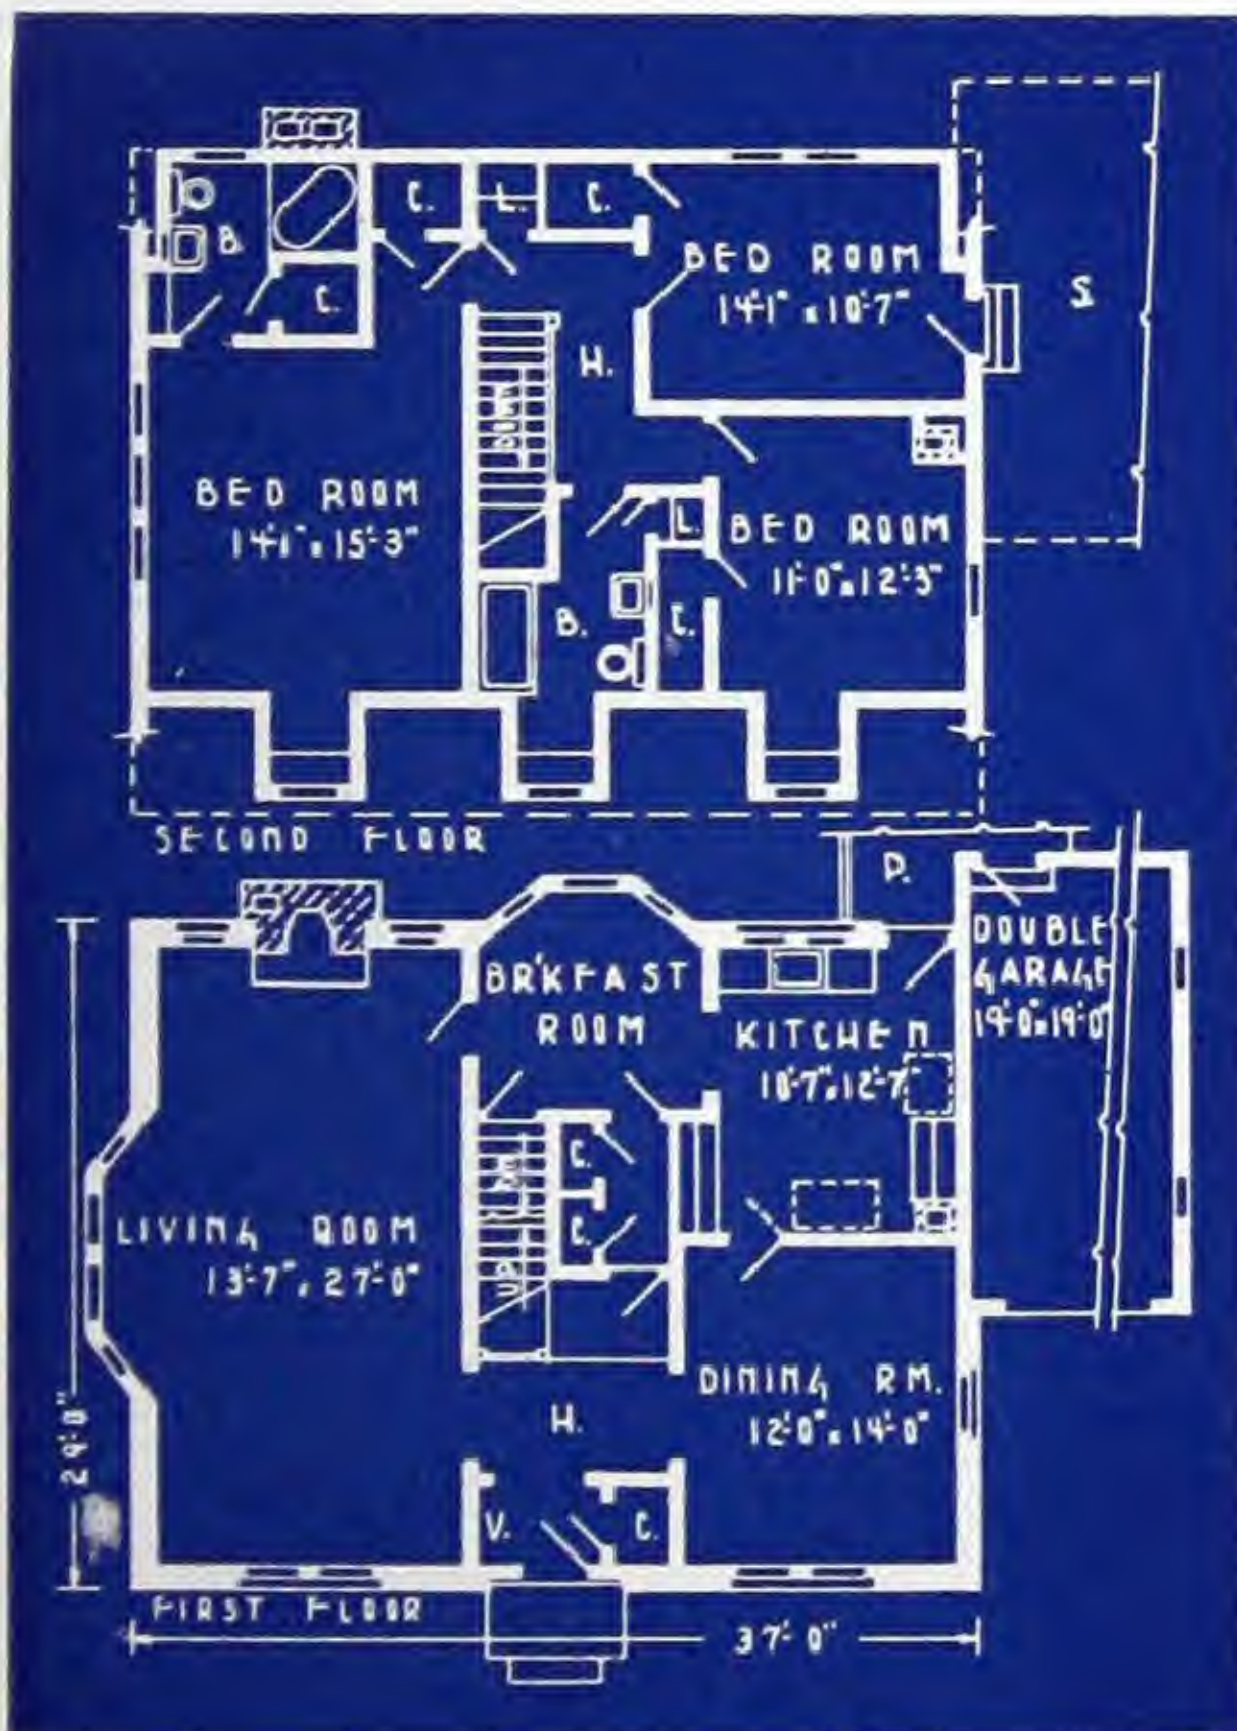 C.
L.
C.
B.
C.
BED ROOM
14'-1" x 10'-7"
S
H.
DOWN
BED ROOM
14'-1" x 15'-3"
L.
BED ROOM
11'-0" x 12'-3"
B.
C.
SECOND FLOOR
P.
DOUBLE
GARAGE
19'-0" x 19'-0"
BR'KFAST
ROOM
KITCHEN
10'-7" x 12'-7"
C.
C.
UP
LIVING ROOM
13'-7" x 27'-0"
DINING RM.
12'-0" x 14'-0"
H.
29'-0"
V.
C.
FIRST FLOOR
37'-0"